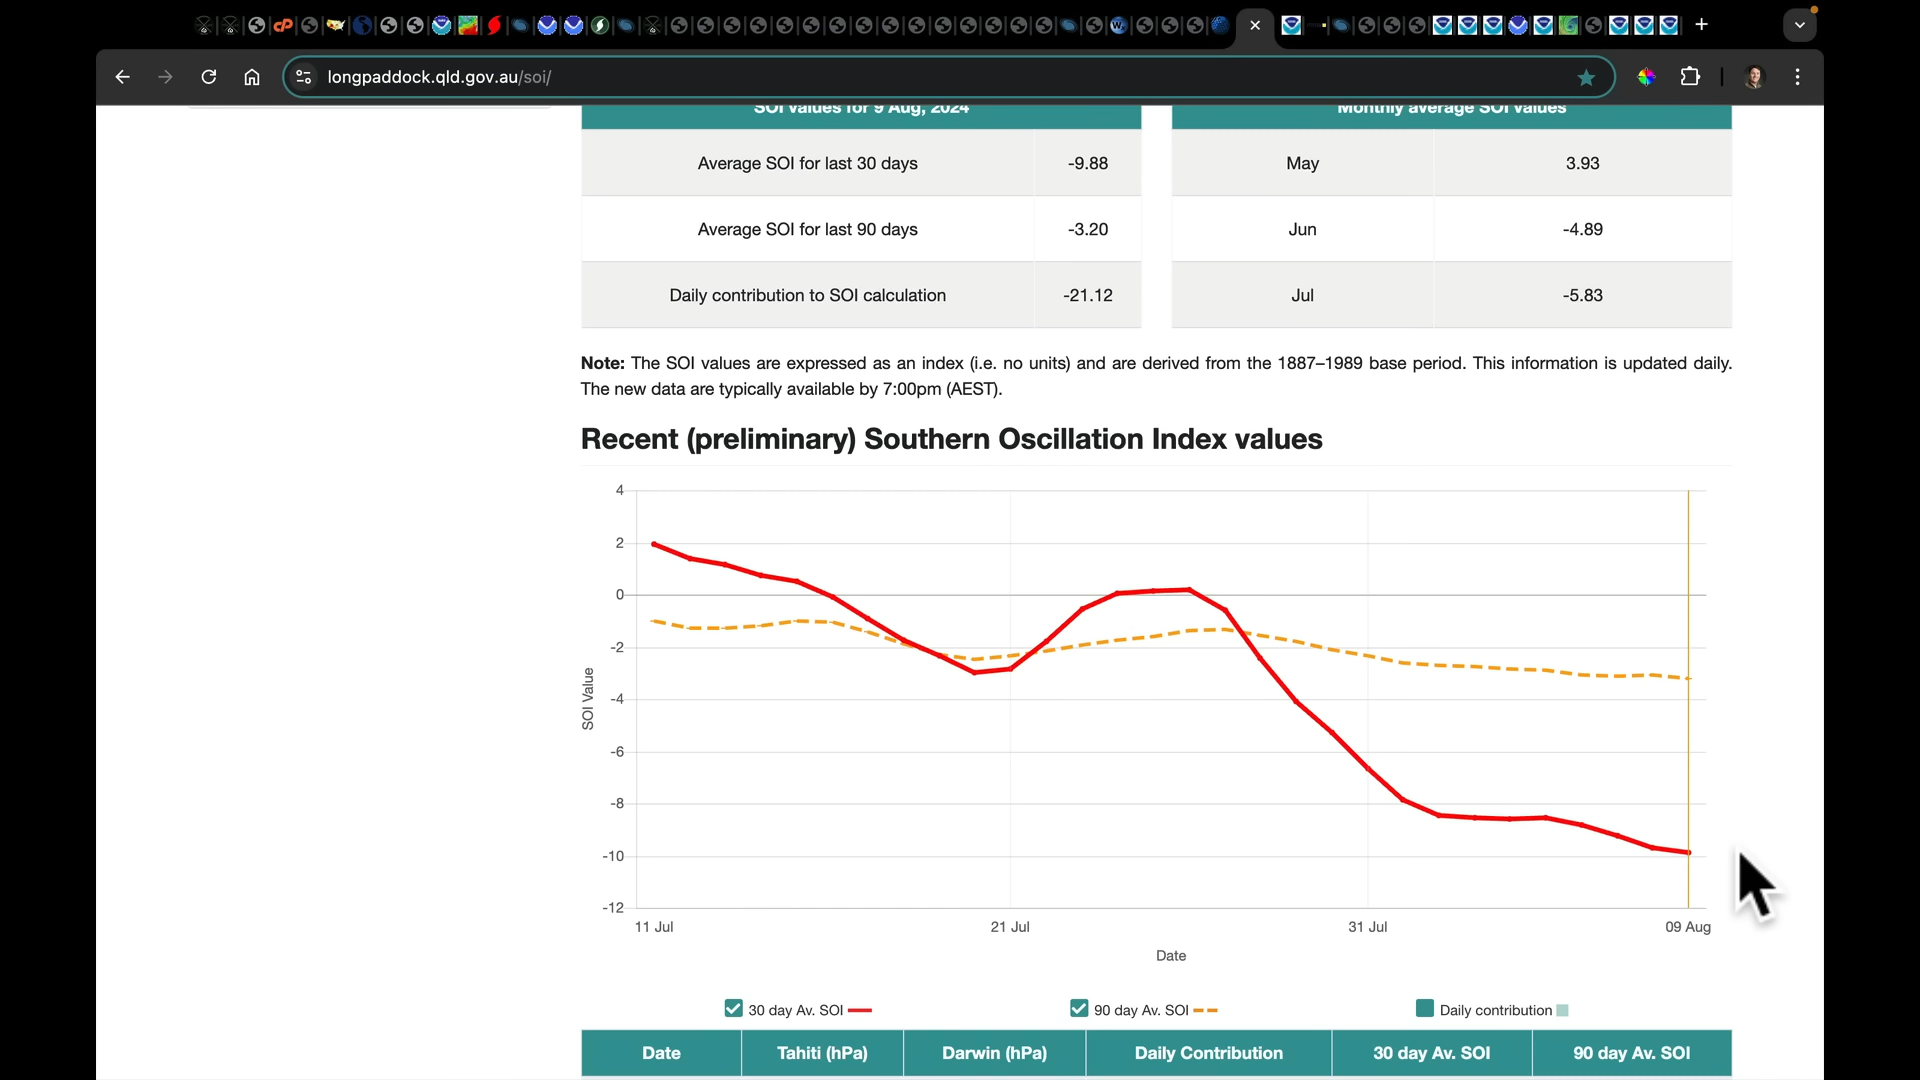 longpaddock.qld.gov.au/soi/
SOI values for 9 Aug, 2024
Average SOI for last 30 days -9.88
Average SOI for last 90 days -3.20
Daily contribution to SOI calculation -21.12
Monthly average SOI values
May 3.93
Jun -4.89
Jul -5.83
Note: The SOI values are expressed as an index (i.e. no units) and are derived from the 1887–1989 base period. This information is updated daily.
The new data are typically available by 7:00pm (AEST).
Recent (preliminary) Southern Oscillation Index values
4
2
0
-2
-4
-6
-8
-10
-12
SOI Value
11 Jul 21 Jul 31 Jul 09 Aug
Date
30 day Av. SOI 90 day Av. SOI Daily contribution
Date Tahiti (hPa) Darwin (hPa) Daily Contribution 30 day Av. SOI 90 day Av. SOI